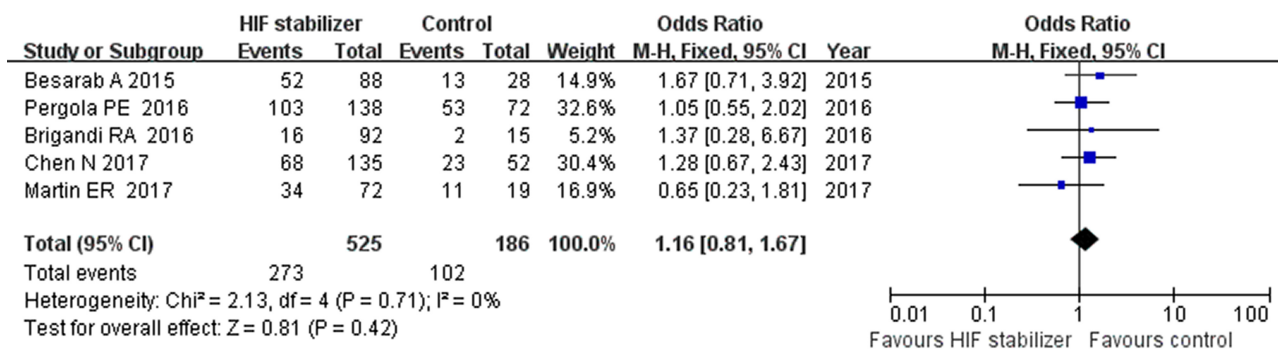 HIF stabilizer Control Odds Ratio Odds Ratio
Study or Subgroup Events Total Events Total Weight M-H, Fixed, 95% CI Year M-H, Fixed, 95% CI
Besarab A 2015 52 88 13 28 14.9% 1.67 [0.71, 3.92] 2015
Pergola PE 2016 103 138 53 72 32.6% 1.05 [0.55, 2.02] 2016
Brigandi RA 2016 16 92 2 15 5.2% 1.37 [0.28, 6.67] 2016
Chen N 2017 68 135 23 52 30.4% 1.28 [0.67, 2.43] 2017
Martin ER 2017 34 72 11 19 16.9% 0.65 [0.23, 1.81] 2017
Total (95% CI) 525 186 100.0% 1.16 [0.81, 1.67]
Total events 273 102
Heterogeneity: Chi² = 2.13, df = 4 (P = 0.71); I² = 0%
Test for overall effect: Z = 0.81 (P = 0.42)
0.01 0.1 1 10 100
Favours HIF stabilizer Favours control